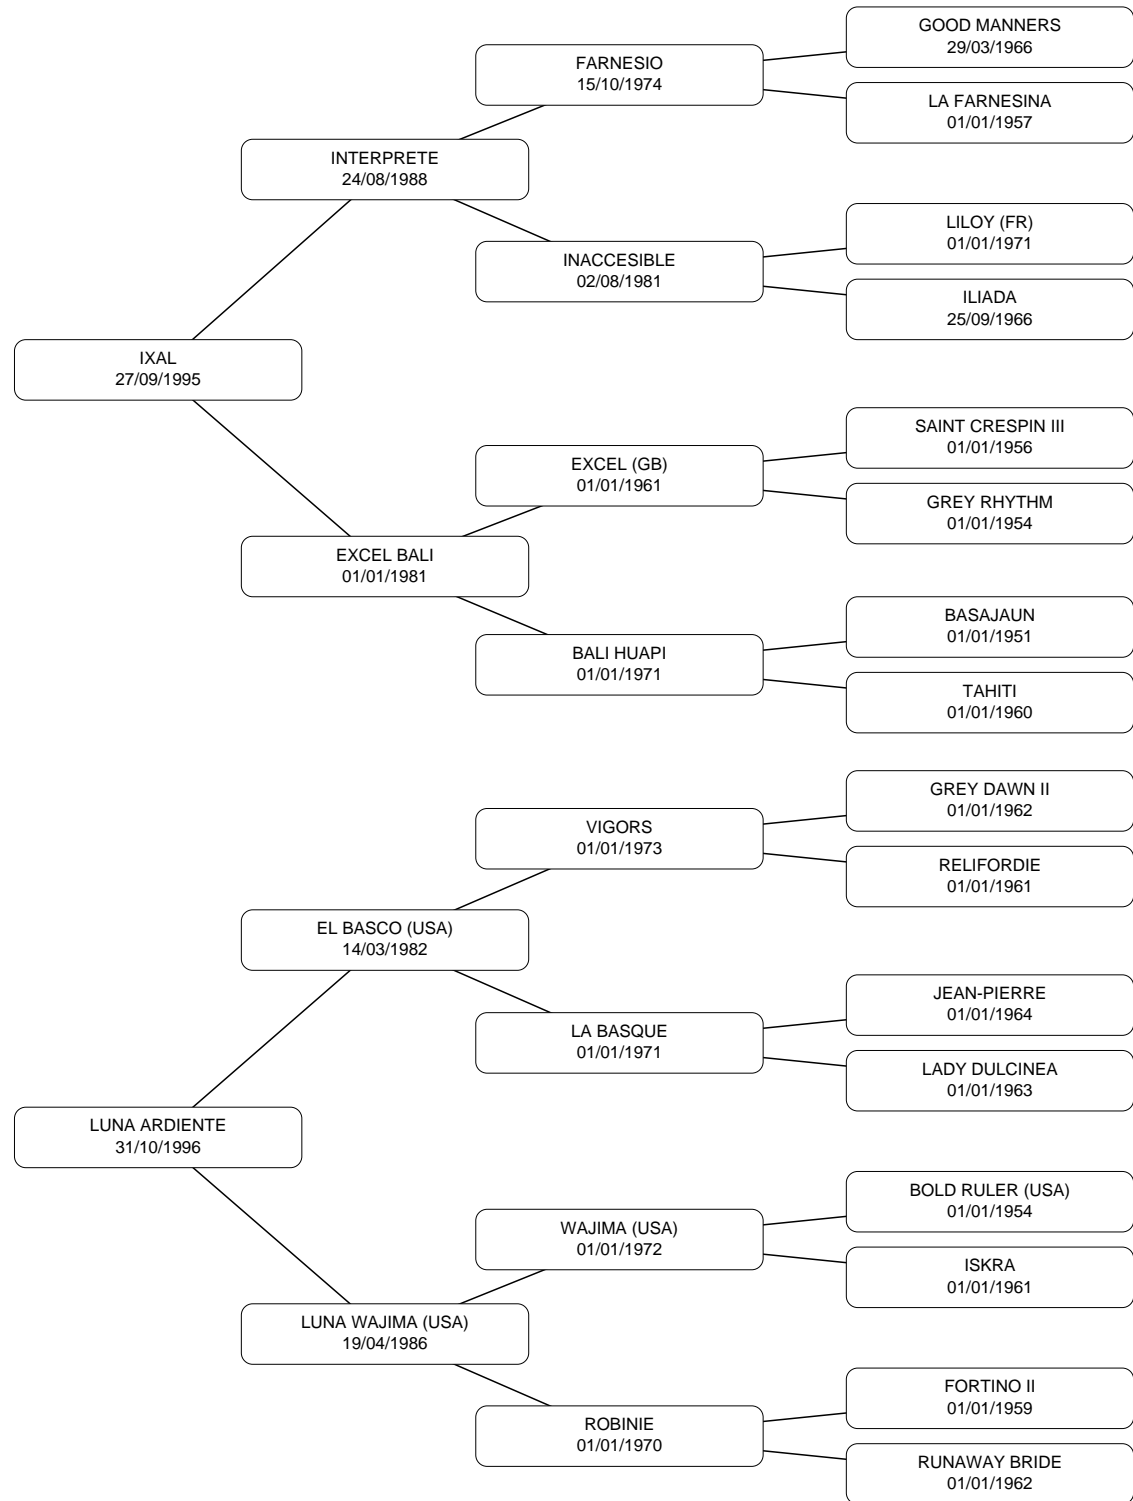 GOOD MANNERS
29/03/1966
FARNESIO
15/10/1974
LA FARNESINA
01/01/1957
INTERPRETE
24/08/1988
LILOY (FR)
01/01/1971
INACCESIBLE
02/08/1981
ILIADA
25/09/1966
IXAL
27/09/1995
SAINT CRESPIN III
01/01/1956
EXCEL (GB)
01/01/1961
GREY RHYTHM
01/01/1954
EXCEL BALI
01/01/1981
BASAJAUN
01/01/1951
BALI HUAPI
01/01/1971
TAHITI
01/01/1960
GREY DAWN II
01/01/1962
VIGORS
01/01/1973
RELIFORDIE
01/01/1961
EL BASCO (USA)
14/03/1982
JEAN-PIERRE
01/01/1964
LA BASQUE
01/01/1971
LADY DULCINEA
01/01/1963
LUNA ARDIENTE
31/10/1996
BOLD RULER (USA)
01/01/1954
WAJIMA (USA)
01/01/1972
ISKRA
01/01/1961
LUNA WAJIMA (USA)
19/04/1986
FORTINO II
01/01/1959
ROBINIE
01/01/1970
RUNAWAY BRIDE
01/01/1962